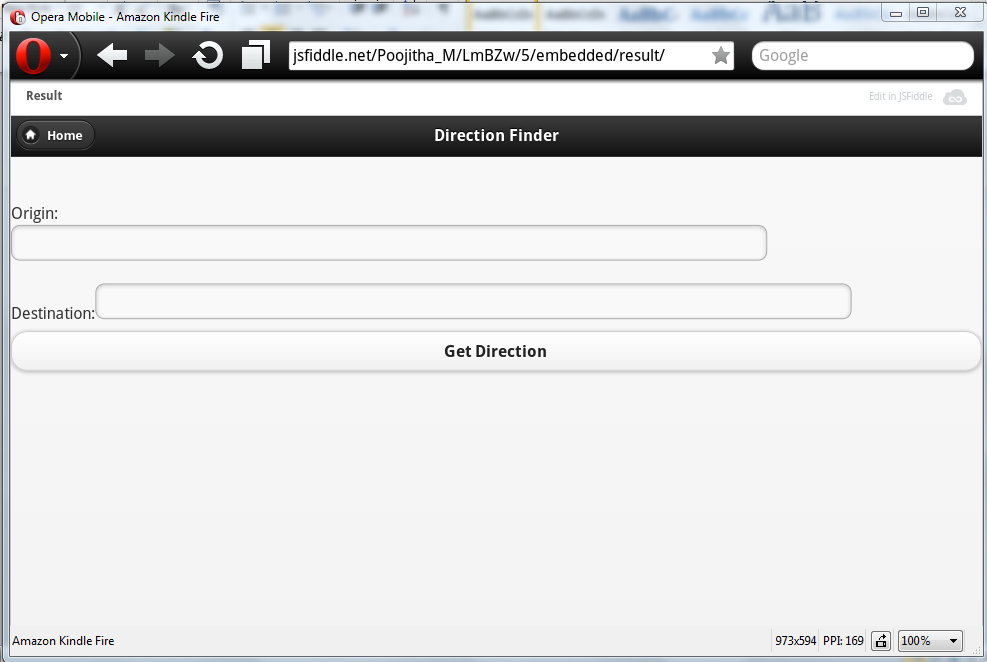 Opera Mobile - Amazon Kindle Fire
jsfiddle.net/Poojitha_M/LmBZw/5/embedded/result/
Google
Result
Edit in JSFiddle
Home
Direction Finder
Origin:
Destination:
Get Direction
Amazon Kindle Fire
973x594
PPI: 169
100%